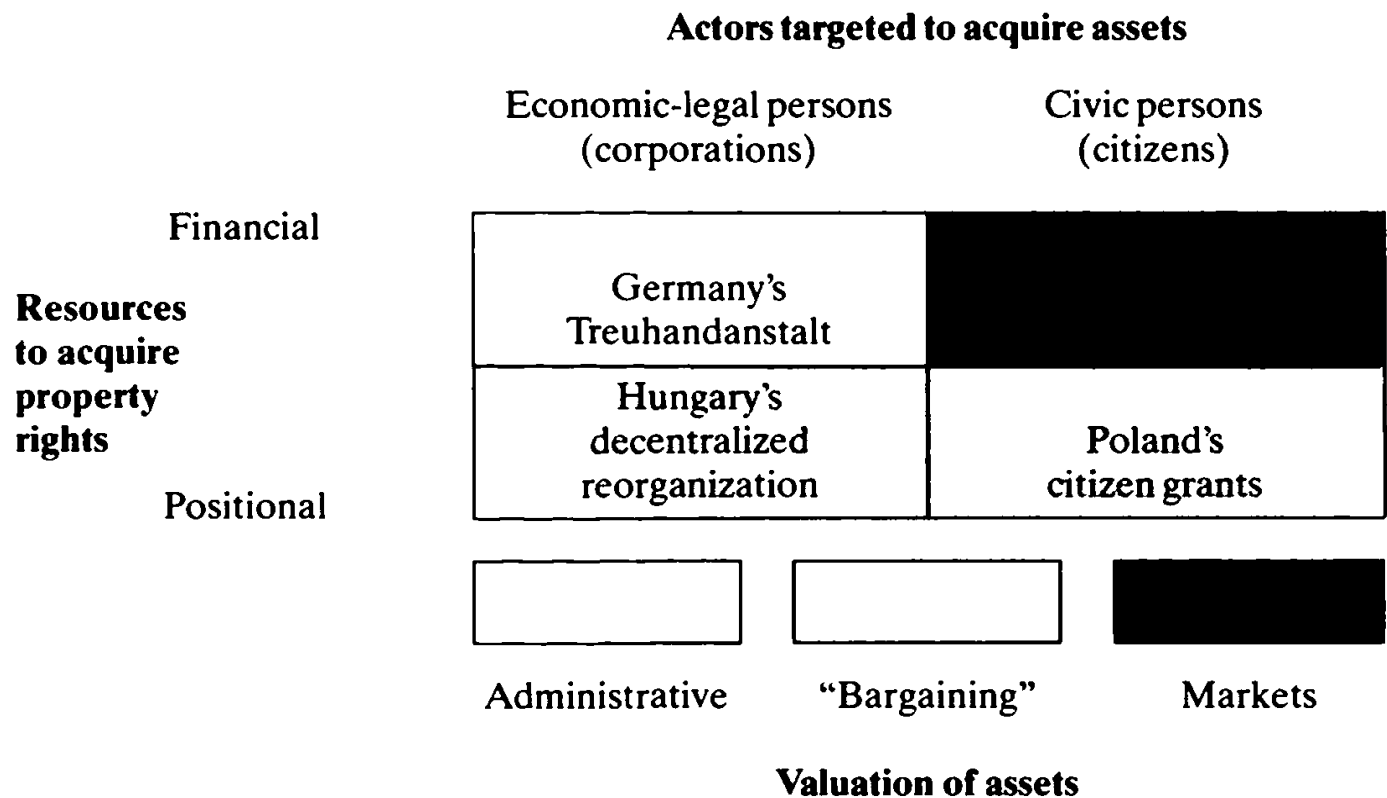 Actors targeted to acquire assets
Economic-legal persons
(corporations)
Civic persons
(citizens)
Financial
Resources
to acquire
property
rights
Positional
Germany’s
Treuhandanstalt
Hungary’s
decentralized
reorganization
Poland’s
citizen grants
Administrative
“Bargaining”
Markets
Valuation of assets